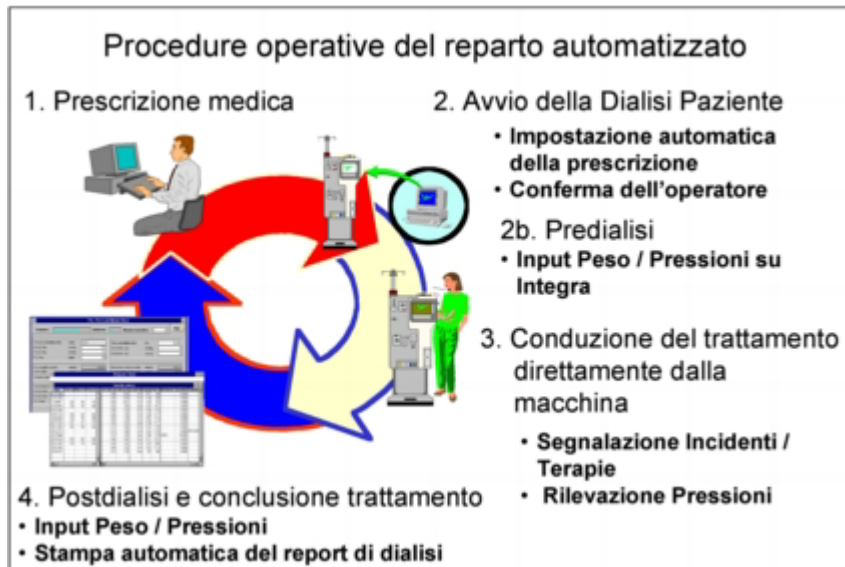 Procedure operative del reparto automatizzato
1. Prescrizione medica
2. Avvio della Dialisi Paziente
• Impostazione automatica
della prescrizione
• Conferma dell'operatore
2b. Predialisi
• Input Peso / Pressioni su
Integra
3. Conduzione del trattamento
direttamente dalla
macchina
• Segnalazione Incidenti /
Terapie
• Rilevazione Pressioni
4. Postdialisi e conclusione trattamento
• Input Peso / Pressioni
• Stampa automatica del report di dialisi